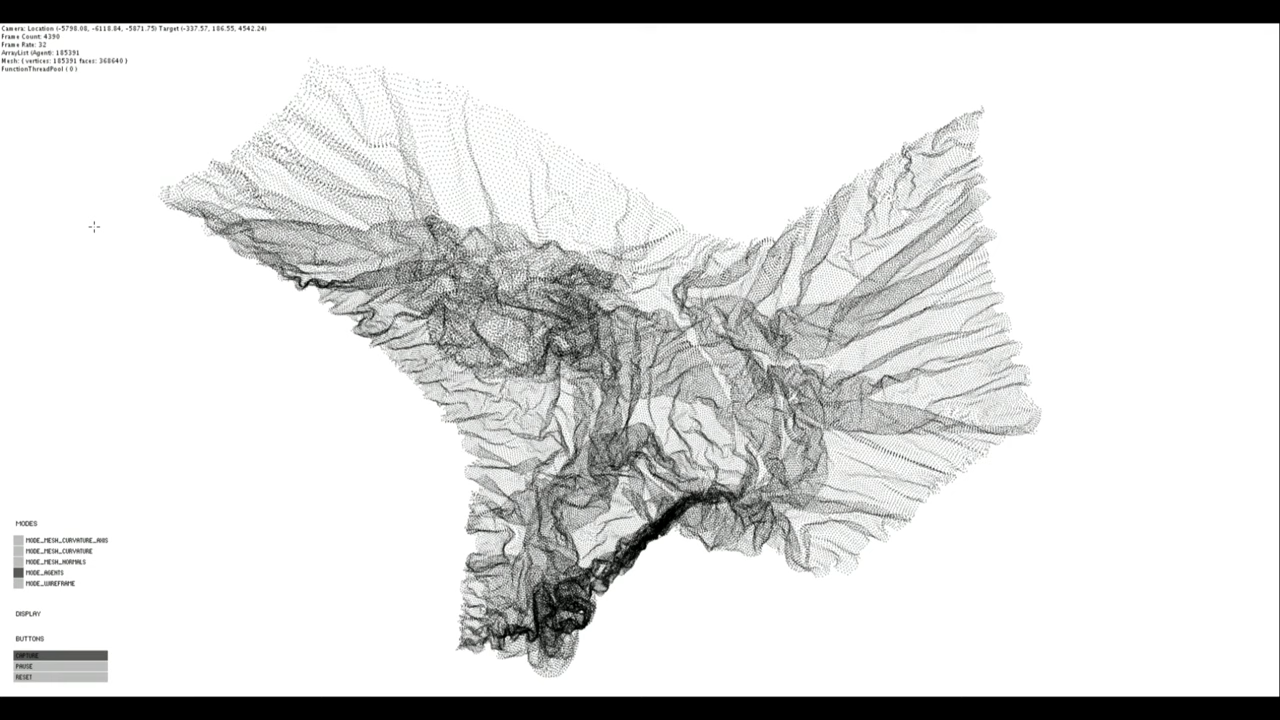 Camera: Location (-5798.08, -6118.84, -5871.75) Target (-337.57, 186.55, 4542.24)
Frame Count: 4390
Frame Rate: 32
ArrayList (Agent): 185391
Mesh: ( vertices: 185391 faces: 368640 )
FunctionThreadPool ( 0 )
MODES
MODE_MESH_CURVATURE_AXIS
MODE_MESH_CURVATURE
MODE_MESH_NORMALS
MODE_AGENTS
MODE_WIREFRAME
DISPLAY
BUTTONS
CAPTURE
PAUSE
RESET